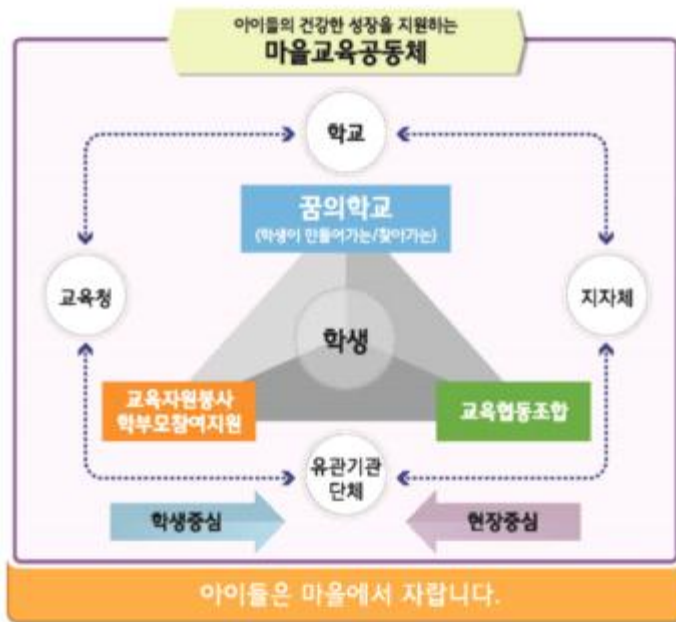 아이들의 건강한 성장을 지원하는
마을교육공동체
학교
꿈의학교
(학생이 만들어가는/찾아가는)
교육청
지자체
학생
교육자원봉사
학부모참여지원
교육협동조합
유관기관
단체
학생중심
현장중심
아이들은 마을에서 자랍니다.